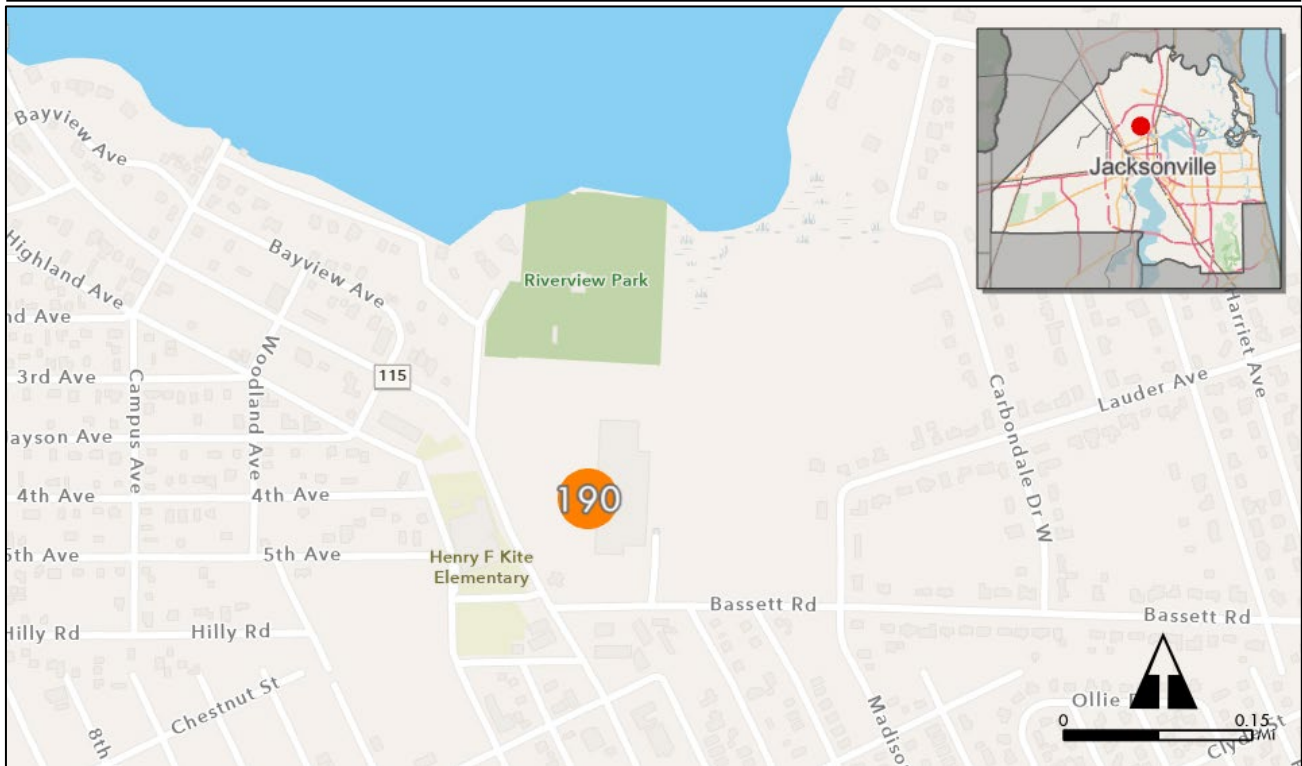 Bayview Ave
Jacksonville
Highland Ave
Bayview Ave
Riverview Park
nd Ave
Woodland Ave
Harriet Ave
3rd Ave
Campus Ave
115
Carbondale Dr W
Lauder Ave
ayson Ave
190
4th Ave
4th Ave
5th Ave
5th Ave
Henry F Kite
Elementary
Bassett Rd
Bassett Rd
Hilly Rd
Hilly Rd
Chestnut St
8th
Madiso
Ollie
0
0.15
Mi
Clyde St